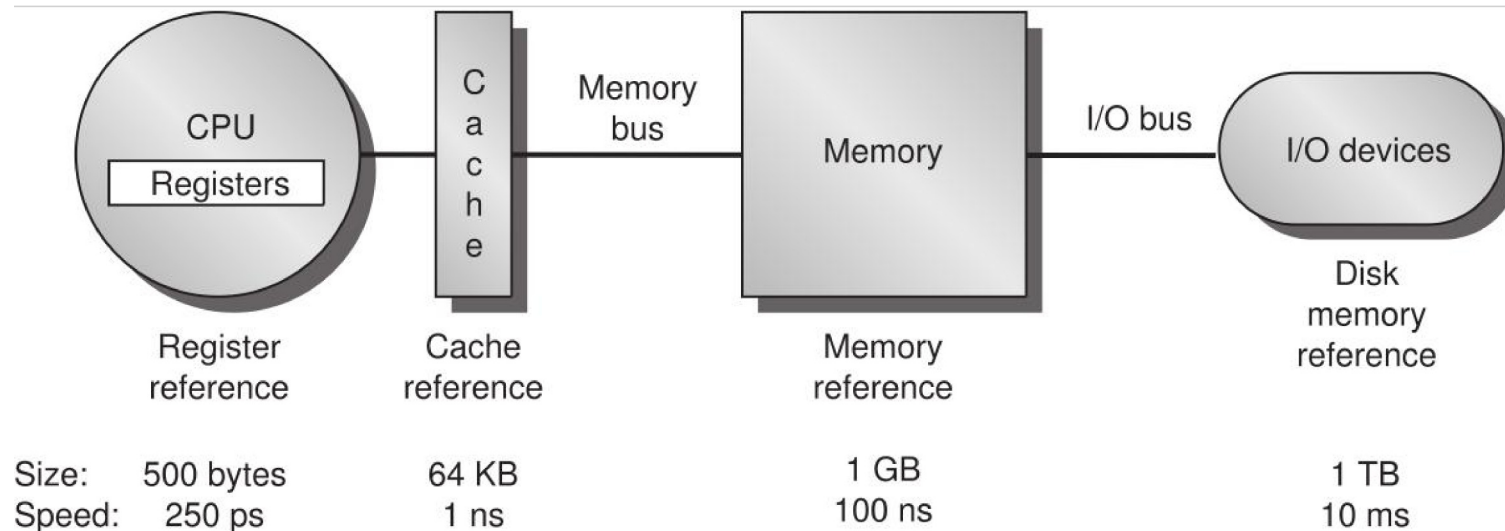 CPU
Registers
C
a
c
h
e
Memory
bus
Memory
I/O bus
I/O devices
Register
reference
Cache
reference
Memory
reference
Disk
memory
reference
Size: 500 bytes 64 KB 1 GB 1 TB
Speed: 250 ps 1 ns 100 ns 10 ms